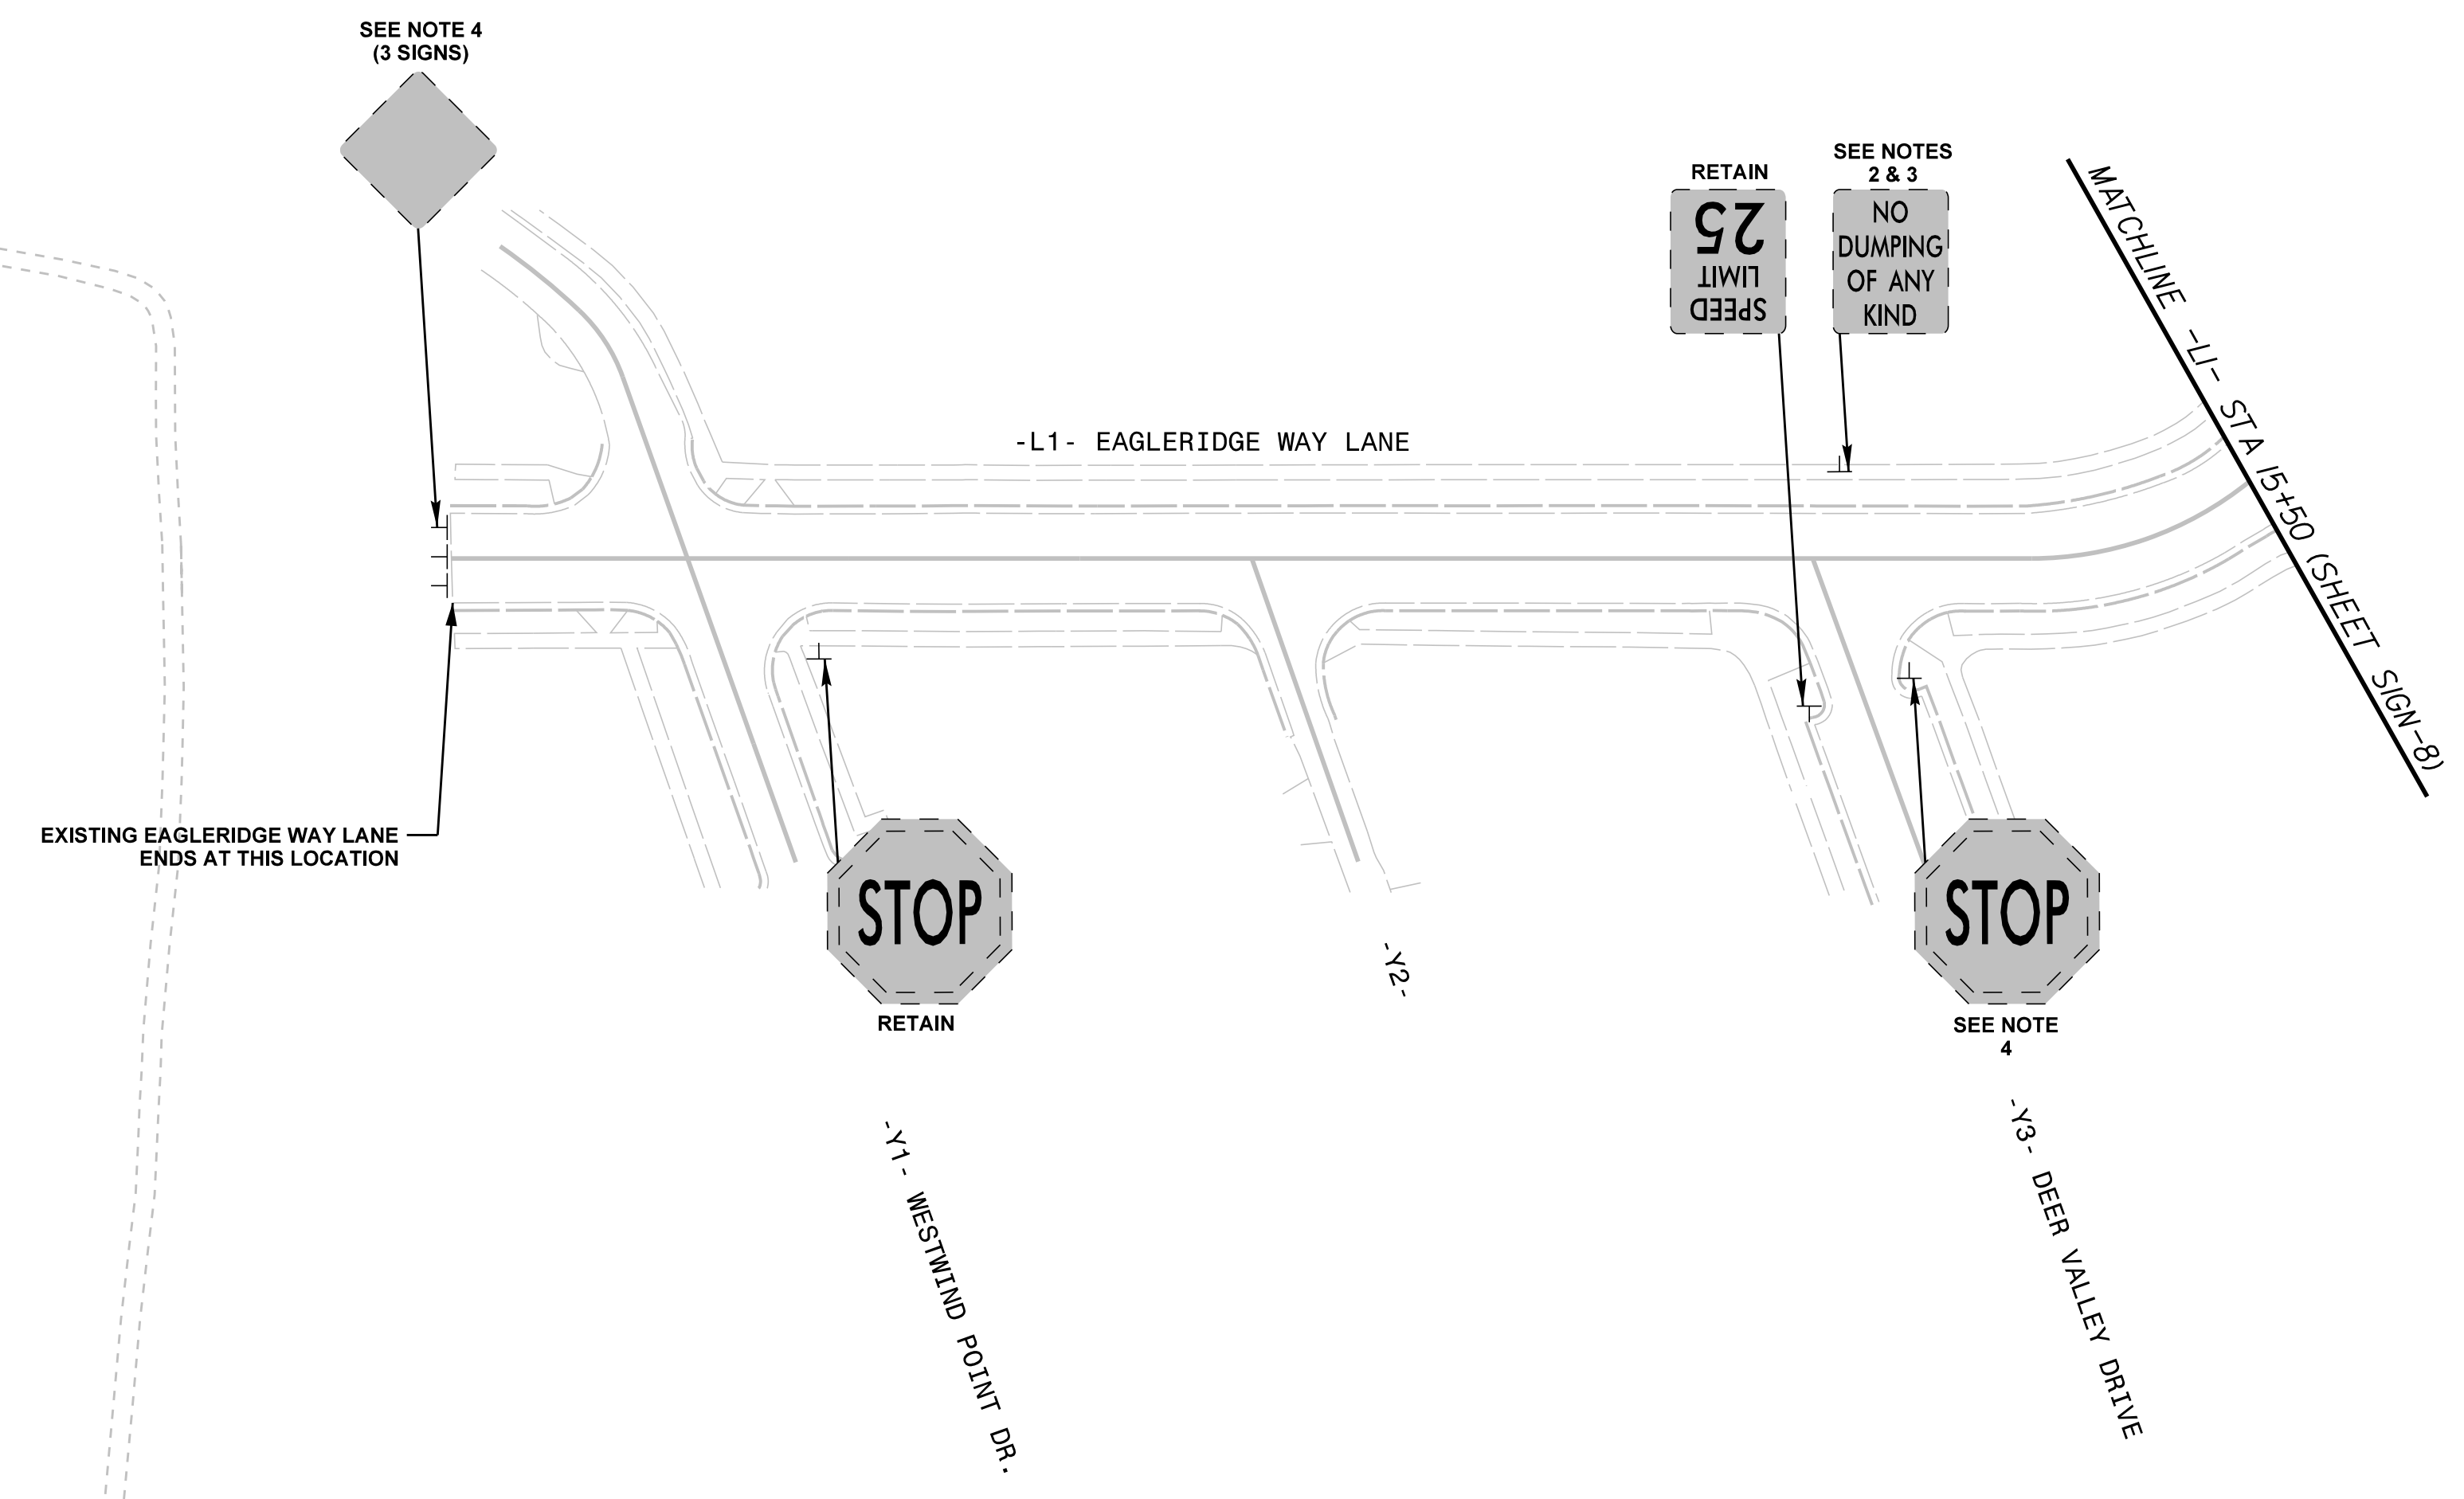 SEE NOTE 4
(3 SIGNS)
RETAIN
SPEED
LIMIT
25
SEE NOTES
2 & 3
NO
DUMPING
OF ANY
KIND
MATCHLINE -L1- STA 15+50 (SHEET SIGN-8)
-L1- EAGLERIDGE WAY LANE
EXISTING EAGLERIDGE WAY LANE
ENDS AT THIS LOCATION
STOP
RETAIN
-Y2-
STOP
SEE NOTE
4
-Y1- WESTWIND POINT DR.
-Y3- DEER VALLEY DRIVE